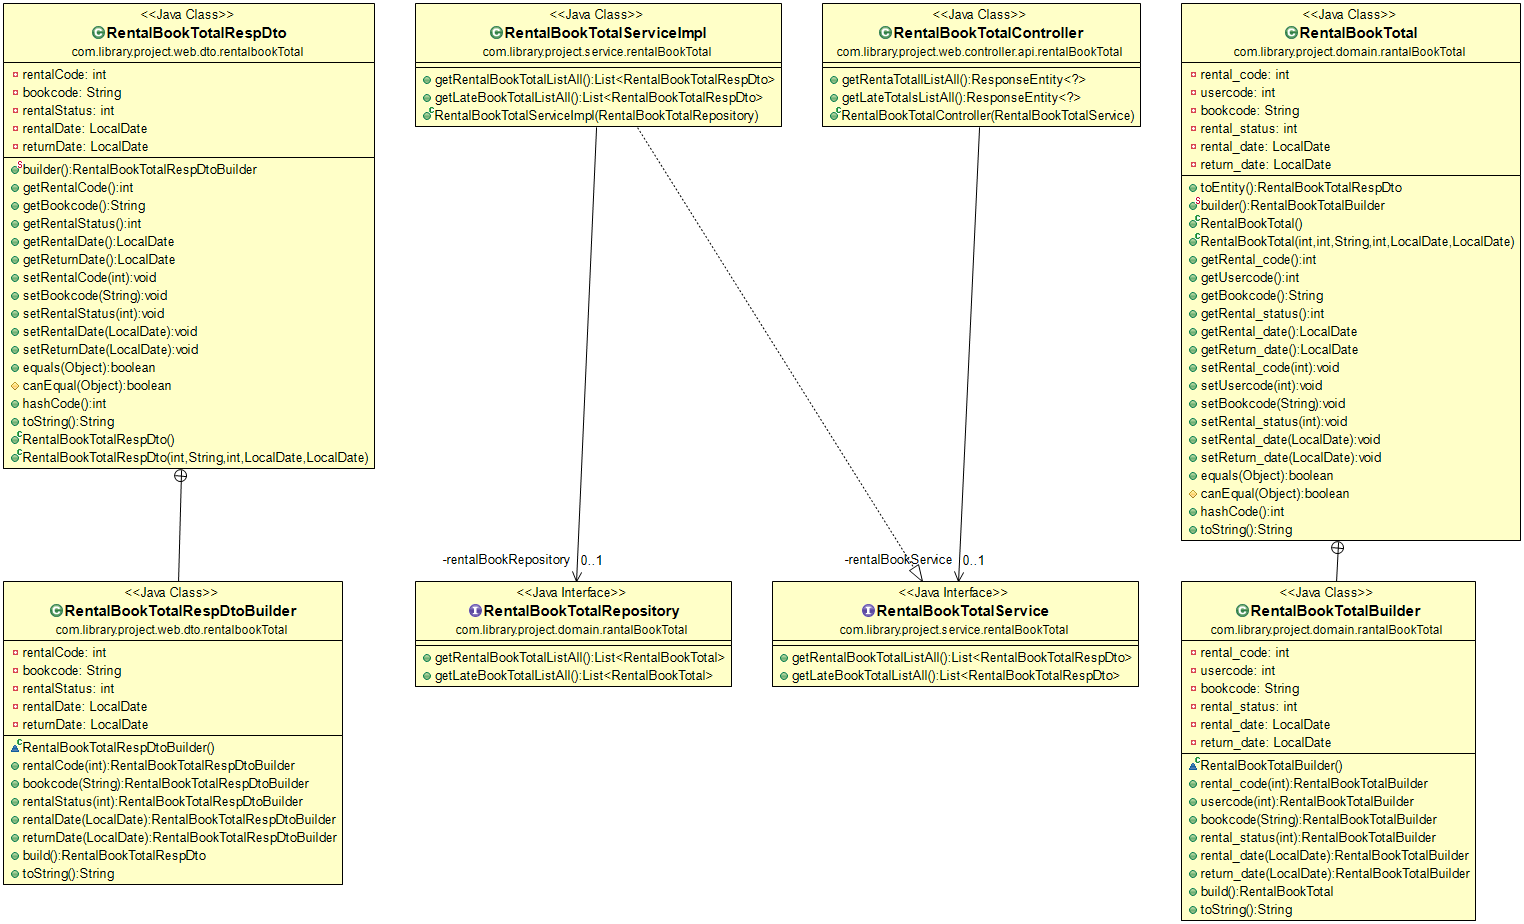 <<Java Class>>
RentalBookTotalRespDto
com.library.project.web.dto.rentalbookTotal
rentalCode: int
bookcode: String
rentalStatus: int
rentalDate: LocalDate
returnDate: LocalDate
builder():RentalBookTotalRespDtoBuilder
getRentalCode():int
getBookcode():String
getRentalStatus():int
getRentalDate():LocalDate
getReturnDate():LocalDate
setRentalCode(int):void
setBookcode(String):void
setRentalStatus(int):void
setRentalDate(LocalDate):void
setReturnDate(LocalDate):void
equals(Object):boolean
canEqual(Object):boolean
hashCode():int
toString():String
RentalBookTotalRespDto()
RentalBookTotalRespDto(int,String,int,LocalDate,LocalDate)
<<Java Class>>
RentalBookTotalServiceImpl
com.library.project.service.rentalBookTotal
getRentalBookTotalListAll():List<RentalBookTotalRespDto>
getLateBookTotalListAll():List<RentalBookTotalRespDto>
RentalBookTotalServiceImpl(RentalBookTotalRepository)
<<Java Class>>
RentalBookTotalController
com.library.project.web.controller.api.rentalBookTotal
getRentaTotallListAll():ResponseEntity<?>
getLateTotalsListAll():ResponseEntity<?>
RentalBookTotalController(RentalBookTotalService)
<<Java Class>>
RentalBookTotal
com.library.project.domain.rantalBookTotal
rental_code: int
usercode: int
bookcode: String
rental_status: int
rental_date: LocalDate
return_date: LocalDate
toEntity():RentalBookTotalRespDto
builder():RentalBookTotalBuilder
RentalBookTotal()
RentalBookTotal(int,int,String,int,LocalDate,LocalDate)
getRental_code():int
getUsercode():int
getBookcode():String
getRental_status():int
getRental_date():LocalDate
getReturn_date():LocalDate
setRental_code(int):void
setUsercode(int):void
setBookcode(String):void
setRental_status(int):void
setRental_date(LocalDate):void
setReturn_date(LocalDate):void
equals(Object):boolean
canEqual(Object):boolean
hashCode():int
toString():String
-rentalBookRepository 0..1
-rentalBookService 0..1
<<Java Class>>
RentalBookTotalRespDtoBuilder
com.library.project.web.dto.rentalbookTotal
rentalCode: int
bookcode: String
rentalStatus: int
rentalDate: LocalDate
returnDate: LocalDate
RentalBookTotalRespDtoBuilder()
rentalCode(int):RentalBookTotalRespDtoBuilder
bookcode(String):RentalBookTotalRespDtoBuilder
rentalStatus(int):RentalBookTotalRespDtoBuilder
rentalDate(LocalDate):RentalBookTotalRespDtoBuilder
returnDate(LocalDate):RentalBookTotalRespDtoBuilder
build():RentalBookTotalRespDto
toString():String
<<Java Interface>>
RentalBookTotalRepository
com.library.project.domain.rantalBookTotal
getRentalBookTotalListAll():List<RentalBookTotal>
getLateBookTotalListAll():List<RentalBookTotal>
<<Java Interface>>
RentalBookTotalService
com.library.project.service.rentalBookTotal
getRentalBookTotalListAll():List<RentalBookTotalRespDto>
getLateBookTotalListAll():List<RentalBookTotalRespDto>
<<Java Class>>
RentalBookTotalBuilder
com.library.project.domain.rantalBookTotal
rental_code: int
usercode: int
bookcode: String
rental_status: int
rental_date: LocalDate
return_date: LocalDate
RentalBookTotalBuilder()
rental_code(int):RentalBookTotalBuilder
usercode(int):RentalBookTotalBuilder
bookcode(String):RentalBookTotalBuilder
rental_status(int):RentalBookTotalBuilder
rental_date(LocalDate):RentalBookTotalBuilder
return_date(LocalDate):RentalBookTotalBuilder
build():RentalBookTotal
toString():String